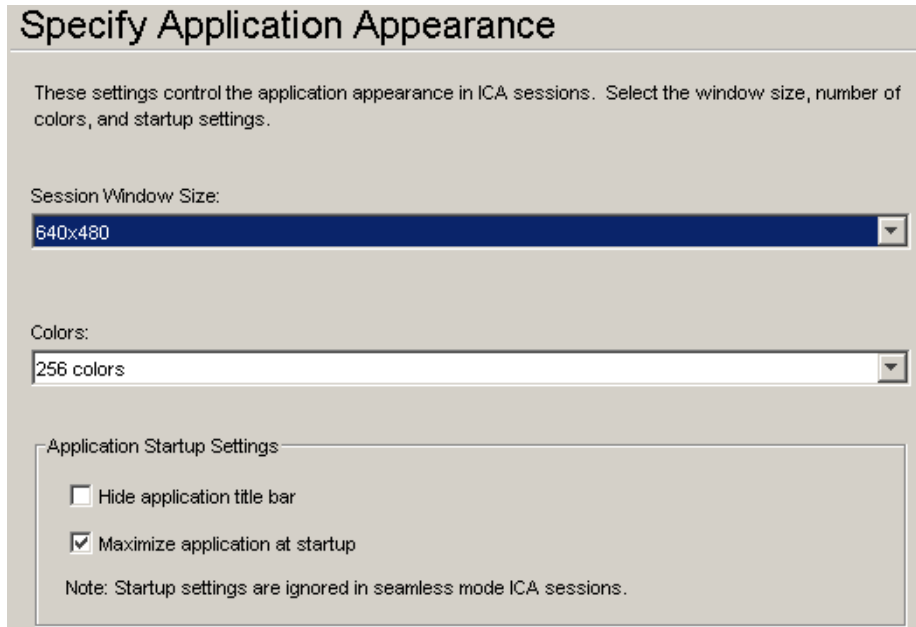 Specify Application Appearance
These settings control the application appearance in ICA sessions.  Select the window size, number of
colors, and startup settings.
Session Window Size:
640x480
Colors:
256 colors
Application Startup Settings
Hide application title bar
Maximize application at startup
Note: Startup settings are ignored in seamless mode ICA sessions.